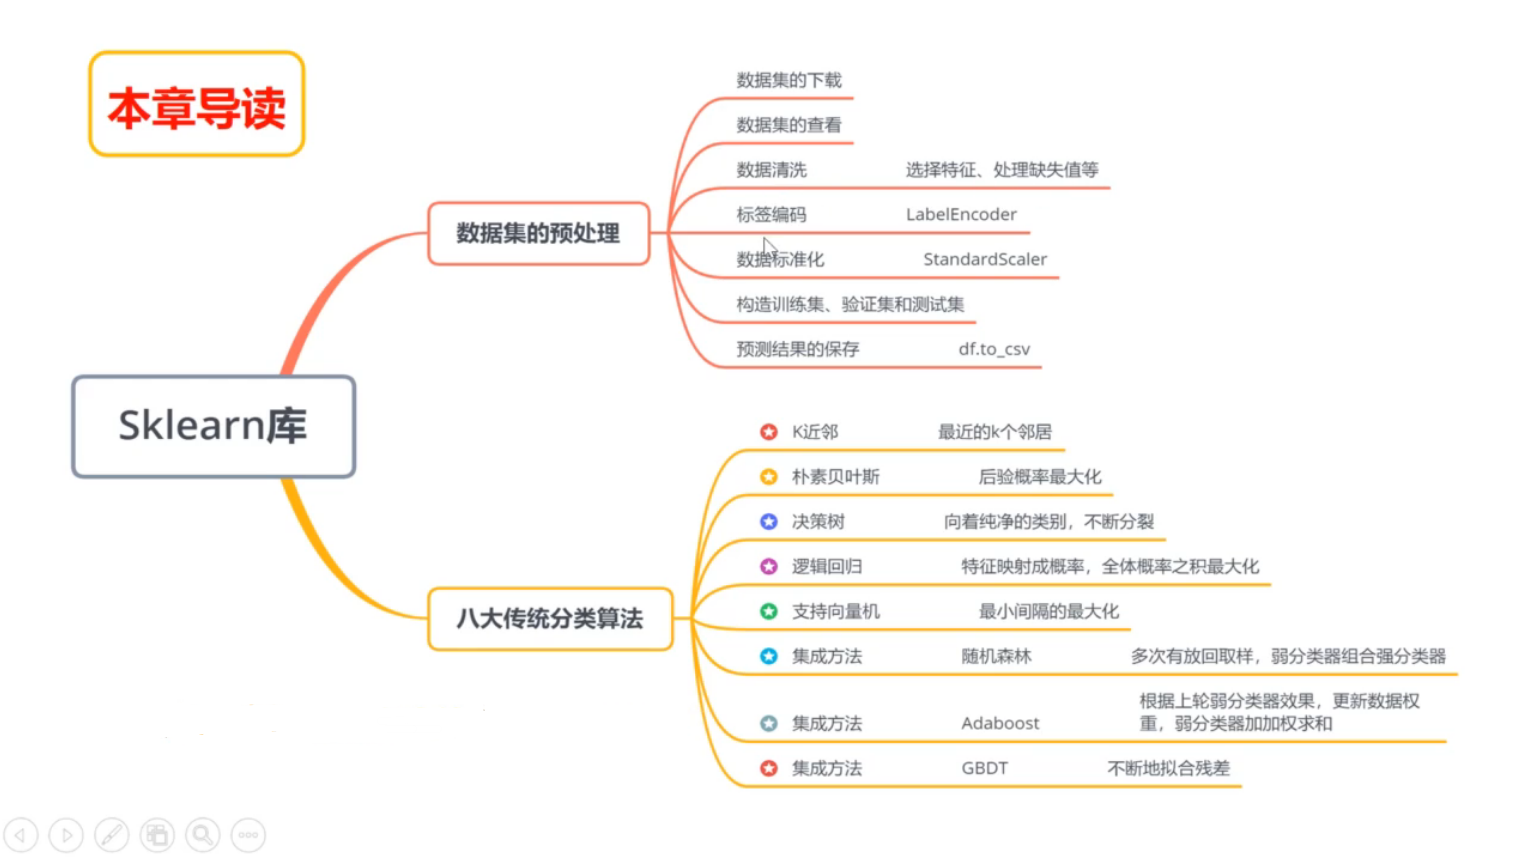 本章导读
数据集的下载
数据集的查看
数据清洗 选择特征、处理缺失值等
标签编码 LabelEncoder
数据集的预处理
数据标准化 StandardScaler
构造训练集、验证集和测试集
预测结果的保存 df.to_csv
Sklearn库
K近邻 最近的k个邻居
朴素贝叶斯 后验概率最大化
决策树 向着纯净的类别，不断分裂
逻辑回归 特征映射成概率，全体概率之积最大化
八大传统分类算法
支持向量机 最小间隔的最大化
集成方法 随机森林 多次有放回取样，弱分类器组合强分类器
集成方法 Adaboost 根据上轮弱分类器效果，更新数据权
重，弱分类器加加权求和
集成方法 GBDT 不断地拟合残差